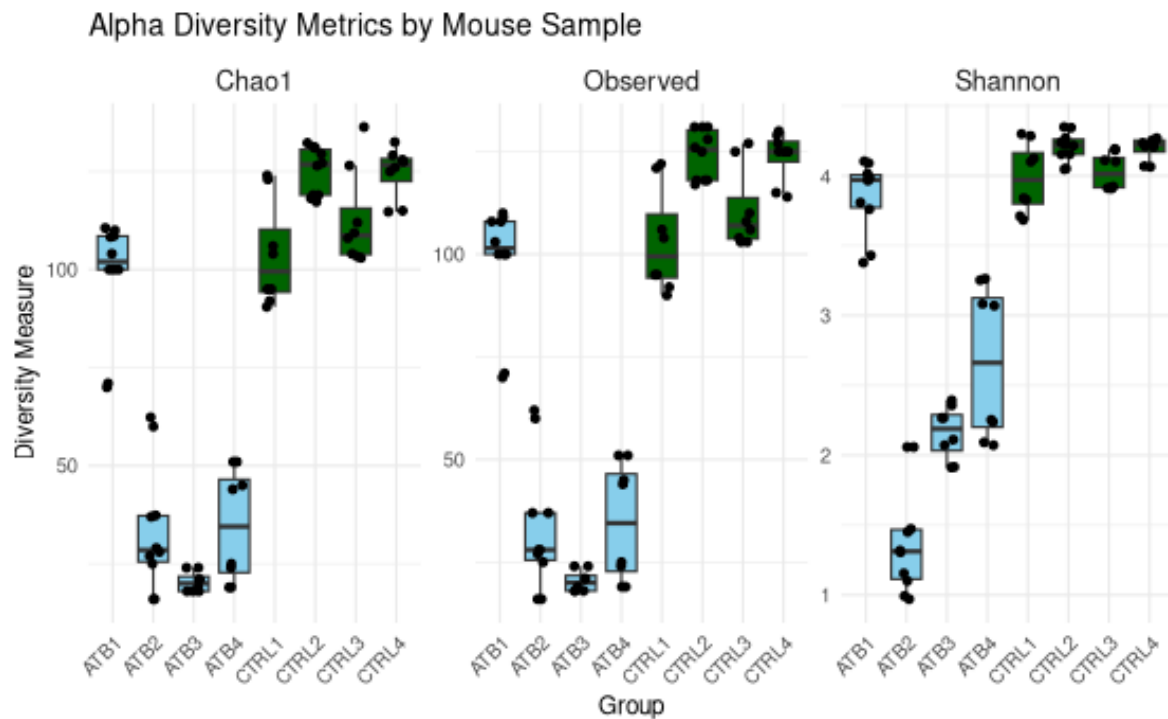 Alpha Diversity Metrics by Mouse Sample
Chao1 Observed Shannon
Diversity Measure
100
50
100
50
4
3
2
1
ATB1 ATB2 ATB3 ATB4 CTRL1 CTRL2 CTRL3 CTRL4
ATB1 ATB2 ATB3 ATB4 CTRL1 CTRL2 CTRL3 CTRL4
ATB1 ATB2 ATB3 ATB4 CTRL1 CTRL2 CTRL3 CTRL4
Group